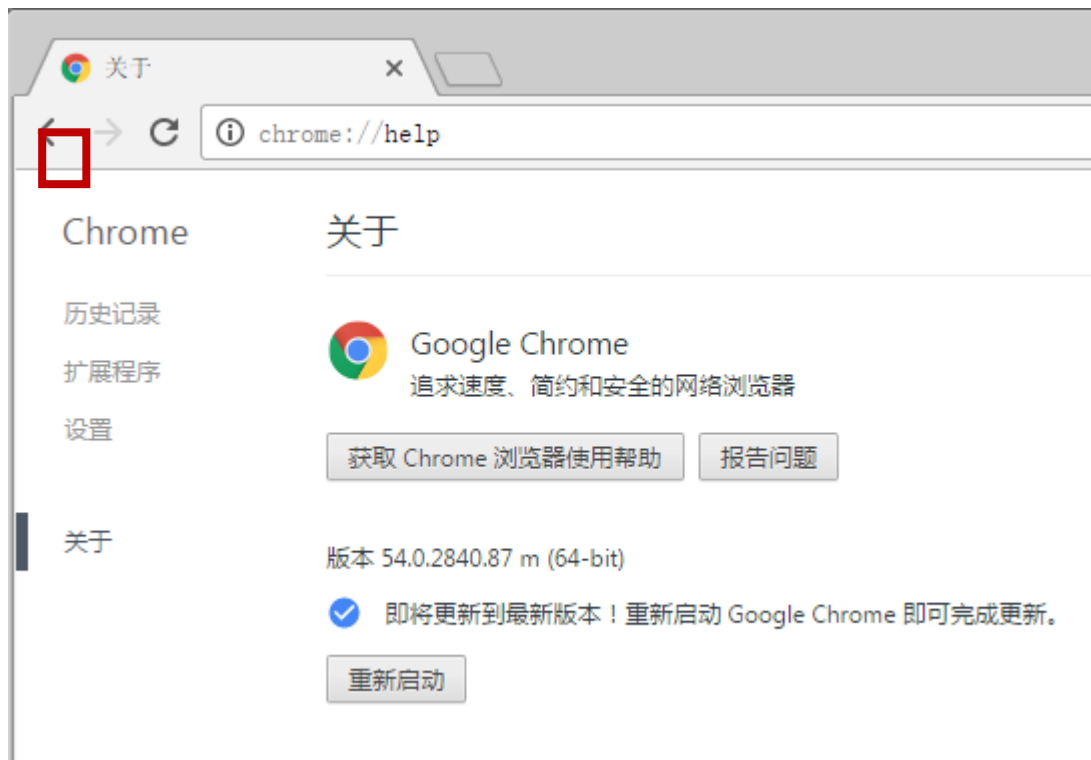 关于
chrome://help
Chrome
关于
历史记录
扩展程序
设置
关于
Google Chrome
追求速度、简约和安全的网络浏览器
获取 Chrome 浏览器使用帮助
报告问题
版本 54.0.2840.87 m (64-bit)
即将更新到最新版本！重新启动 Google Chrome 即可完成更新。
重新启动